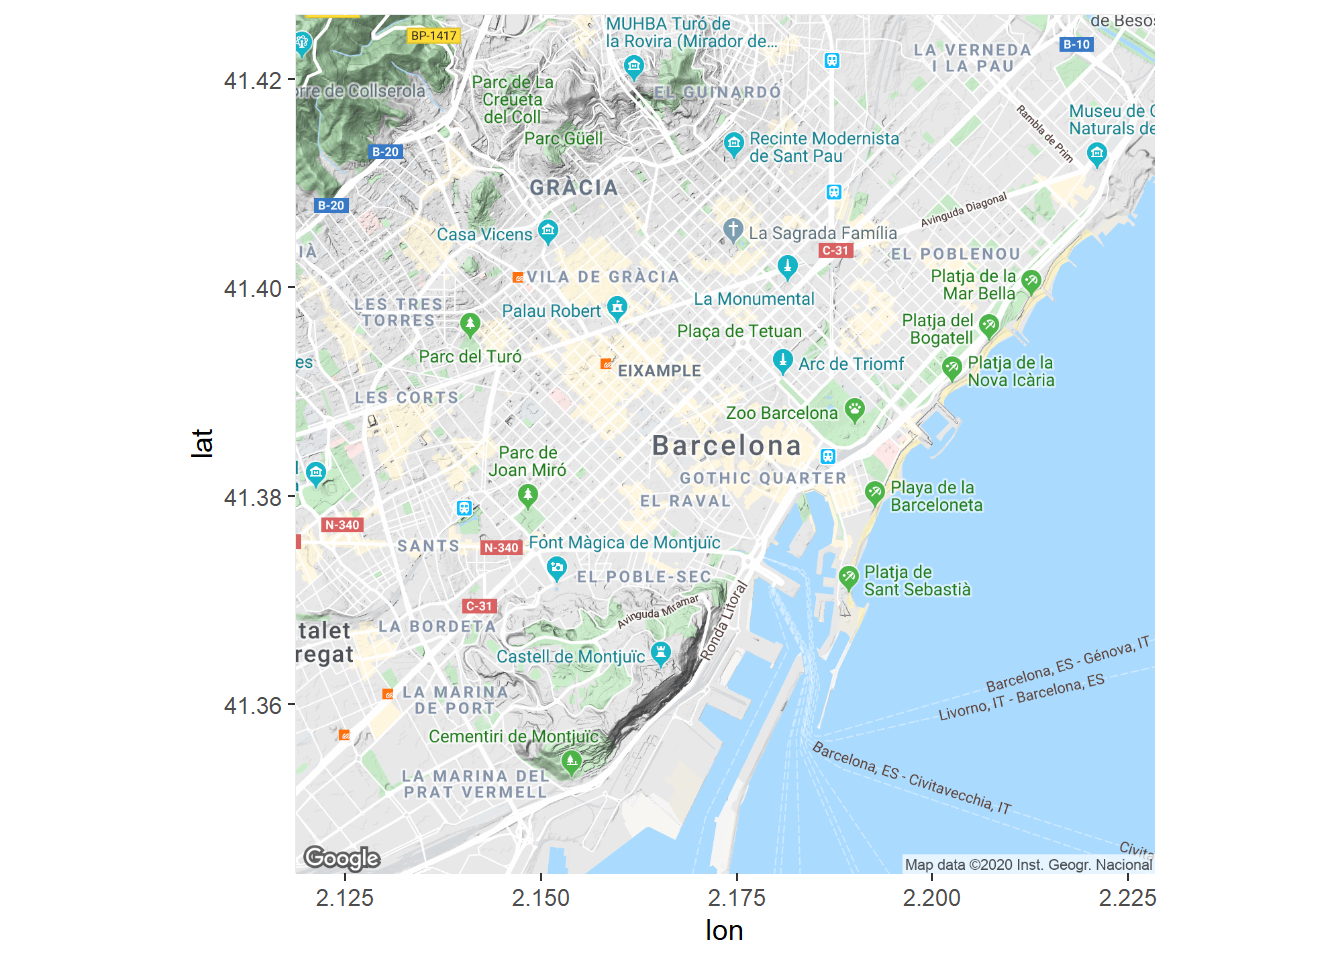 MUHBA Turó de
la Rovira (Mirador de…
de Besòs
BP-1417
B-10
LA VERNEDA
I LA PAU
41.42
Parc de La
Creueta
del Coll
EL GUINARDÓ
orre de Collserola
Museu de C
Naturals de
Rambla de Prim
Parc Güell
Recinte Modernista
de Sant Pau
B-20
GRÀCIA
B-20
Avinguda Diagonal
Casa Vicens
La Sagrada Família
C-31
EL POBLENOU
IÀ
VILA DE GRÀCIA
Platja de la
Mar Bella
41.40
LES TRES
TORRES
Palau Robert
La Monumental
Platja del
Bogatell
Plaça de Tetuan
Parc del Turó
es
EIXAMPLE
Arc de Triomf
Platja de la
Nova Icària
LES CORTS
Zoo Barcelona
lat
Barcelona
Parc de
Joan Miró
GOTHIC QUARTER
41.38
EL RAVAL
Playa de la
Barceloneta
N-340
SANTS
N-340
Font Màgica de Montjuïc
EL POBLE-SEC
Platja de
Sant Sebastià
C-31
Avinguda Miramar
Ronda Litoral
talet
regat
LA BORDETA
Castell de Montjuïc
Barcelona, ES - Génova, IT
Livorno, IT - Barcelona, ES
41.36
LA MARINA
DE PORT
Cementiri de Montjuïc
Barcelona, ES - Civitavecchia, IT
LA MARINA DEL
PRAT VERMELL
Civita
Google
Map data ©2020 Inst. Geogr. Nacional
2.125
2.150
2.175
2.200
2.225
lon